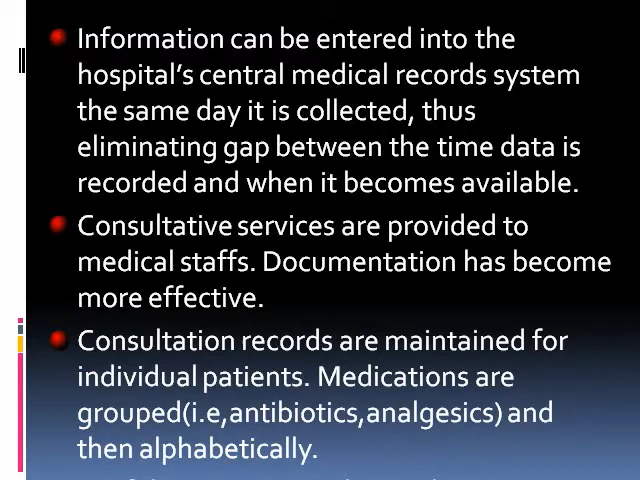 Information can be entered into the
hospital's central medical records system
the same day it is collected, thus
eliminating gap between the time data is
recorded and when it becomes available.
Consultative services are provided to
medical staffs. Documentation has become
more effective.
Consultation records are maintained for
individual patients. Medications are
grouped(i.e,antibiotics,analgesics) and
then alphabetically.